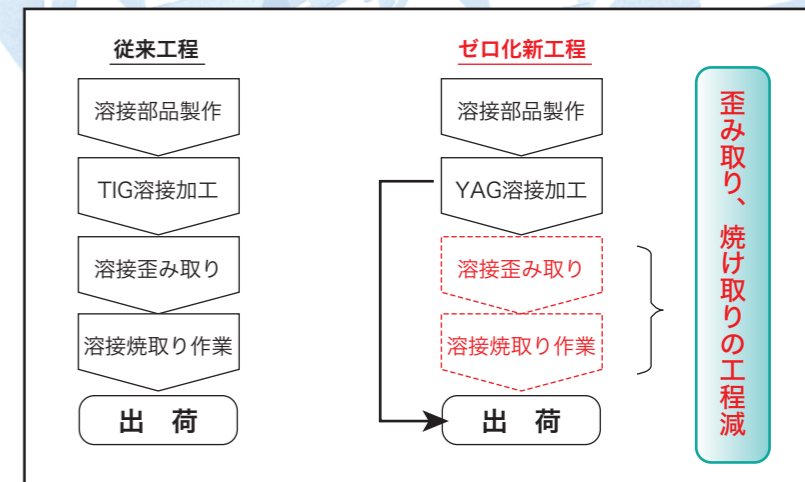 従来工程
溶接部品製作
TIG溶接加工
溶接歪み取り
溶接焼取り作業
出 荷
ゼロ化新工程
溶接部品製作
YAG溶接加工
溶接歪み取り
溶接焼取り作業
出 荷
歪み取り、焼け取りの工程減